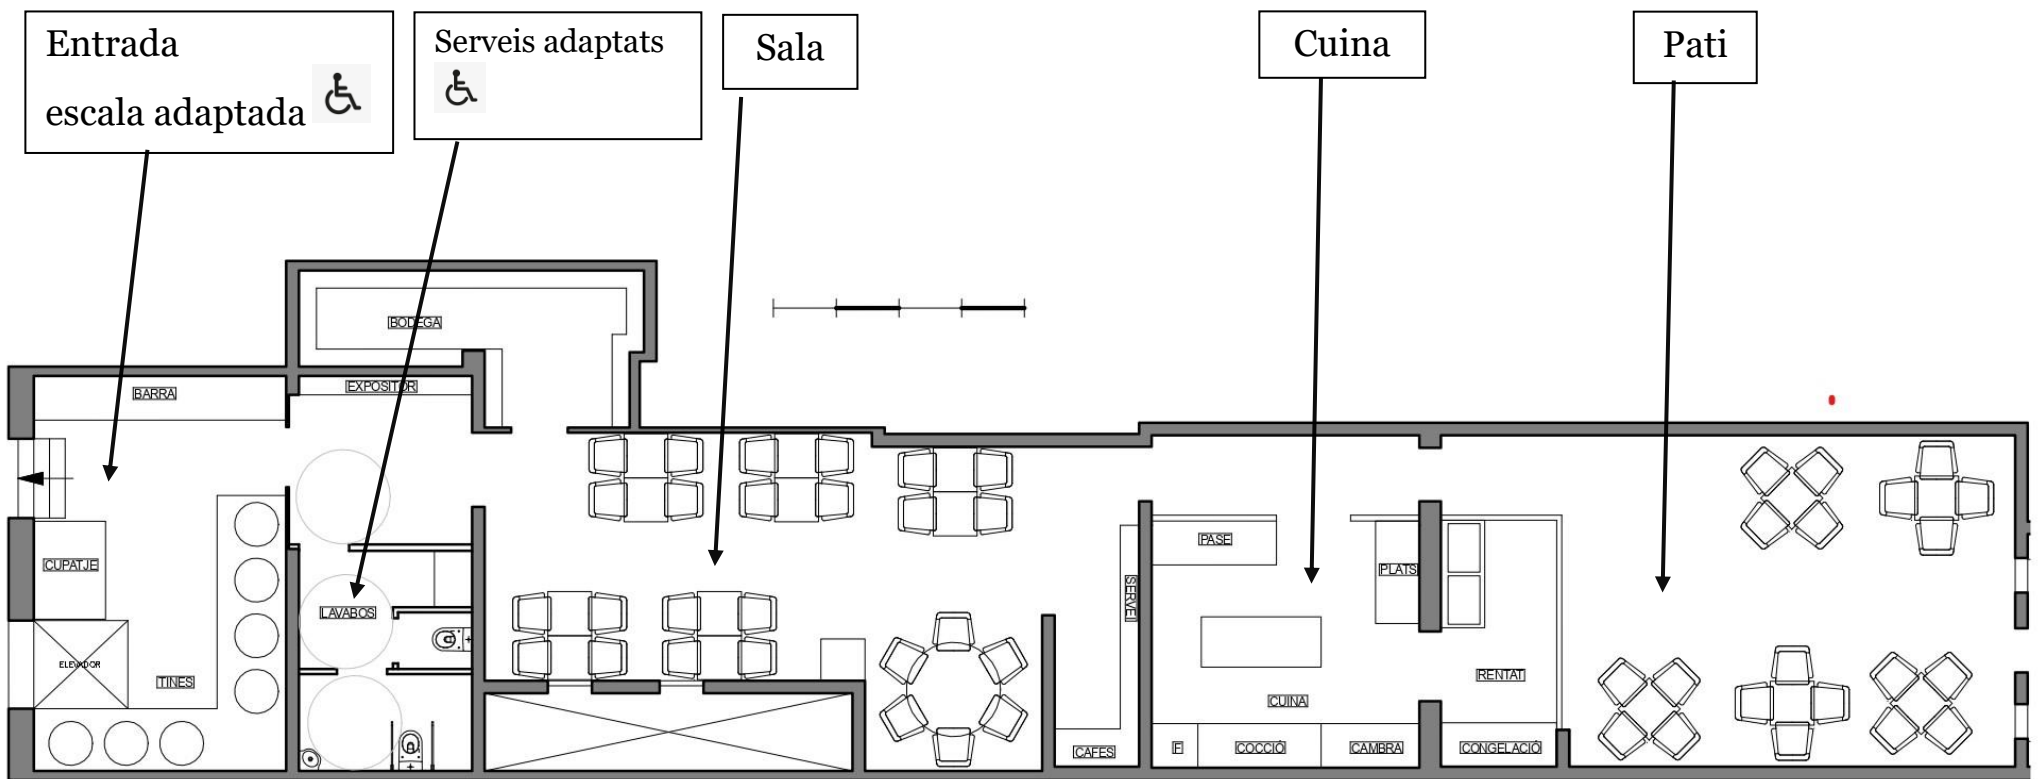 Entrada
escala adaptada
Serveis adaptats
Sala
Cuina
Pati
BODEGA
BARRA
EXPOSITOR
CUPATJE
ELEVADOR
TINES
LAVABOS
SERVEI
CAFES
PASE
PLATS
CUINA
F
COCCIÓ
CAMBRA
RENTAT
CONGELACIÓ